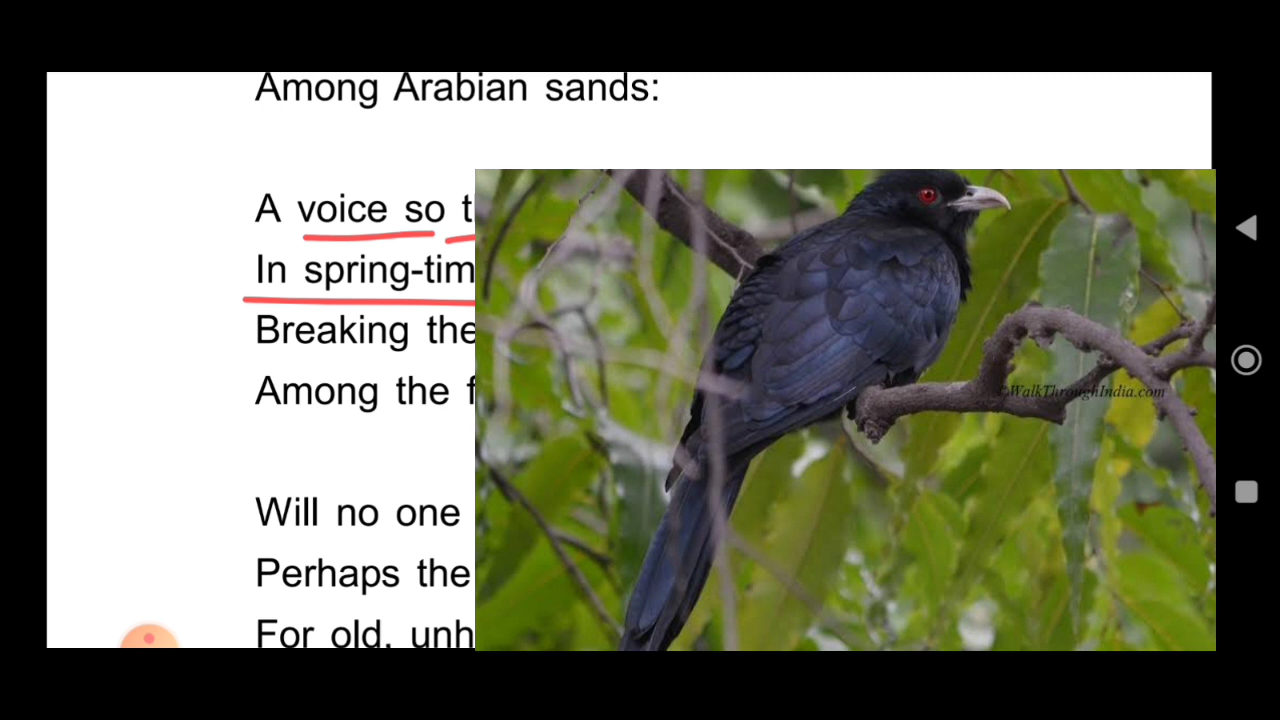 Among Arabian sands:
A voice so t
In spring-tim
Breaking the
Among the f
©WalkThroughIndia.com
Will no one
Perhaps the
For old, unh